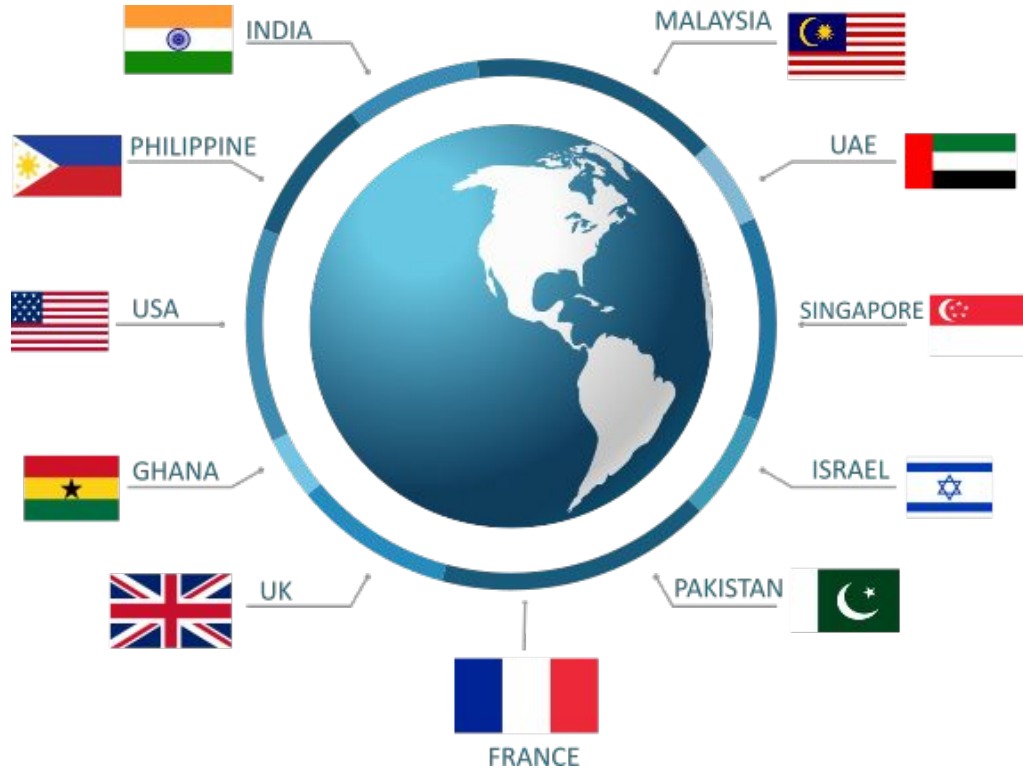 INDIA
MALAYSIA
PHILIPPINE
UAE
USA
SINGAPORE
GHANA
ISRAEL
UK
PAKISTAN
FRANCE